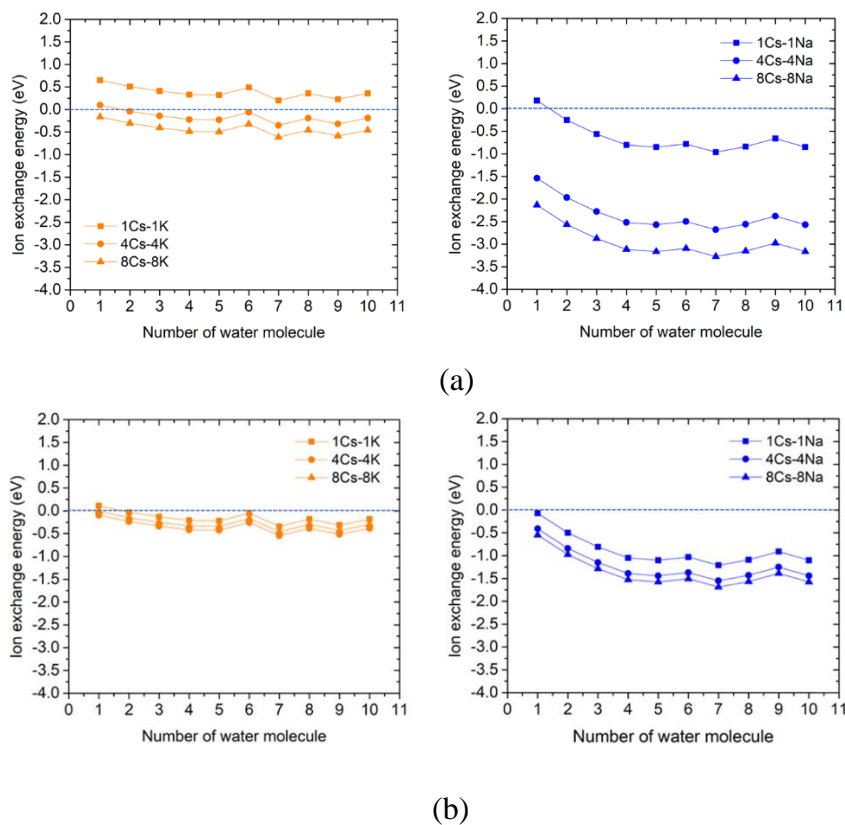 2.0
1.5
1.0
0.5
0.0
-0.5
-1.0
-1.5
-2.0
-2.5
-3.0
-3.5
-4.0
Ion exchange energy (eV)
1Cs-1K
4Cs-4K
8Cs-8K
0 1 2 3 4 5 6 7 8 9 10 11
Number of water molecule
2.0
1.5
1.0
0.5
0.0
-0.5
-1.0
-1.5
-2.0
-2.5
-3.0
-3.5
-4.0
Ion exchange energy (eV)
1Cs-1Na
4Cs-4Na
8Cs-8Na
0 1 2 3 4 5 6 7 8 9 10 11
Number of water molecule
(a)
2.0
1.5
1.0
0.5
0.0
-0.5
-1.0
-1.5
-2.0
-2.5
-3.0
-3.5
-4.0
Ion exchange energy (eV)
1Cs-1K
4Cs-4K
8Cs-8K
0 1 2 3 4 5 6 7 8 9 10 11
Number of water molecule
2.0
1.5
1.0
0.5
0.0
-0.5
-1.0
-1.5
-2.0
-2.5
-3.0
-3.5
-4.0
Ion exchange energy (eV)
1Cs-1Na
4Cs-4Na
8Cs-8Na
0 1 2 3 4 5 6 7 8 9 10 11
Number of water molecule
(b)